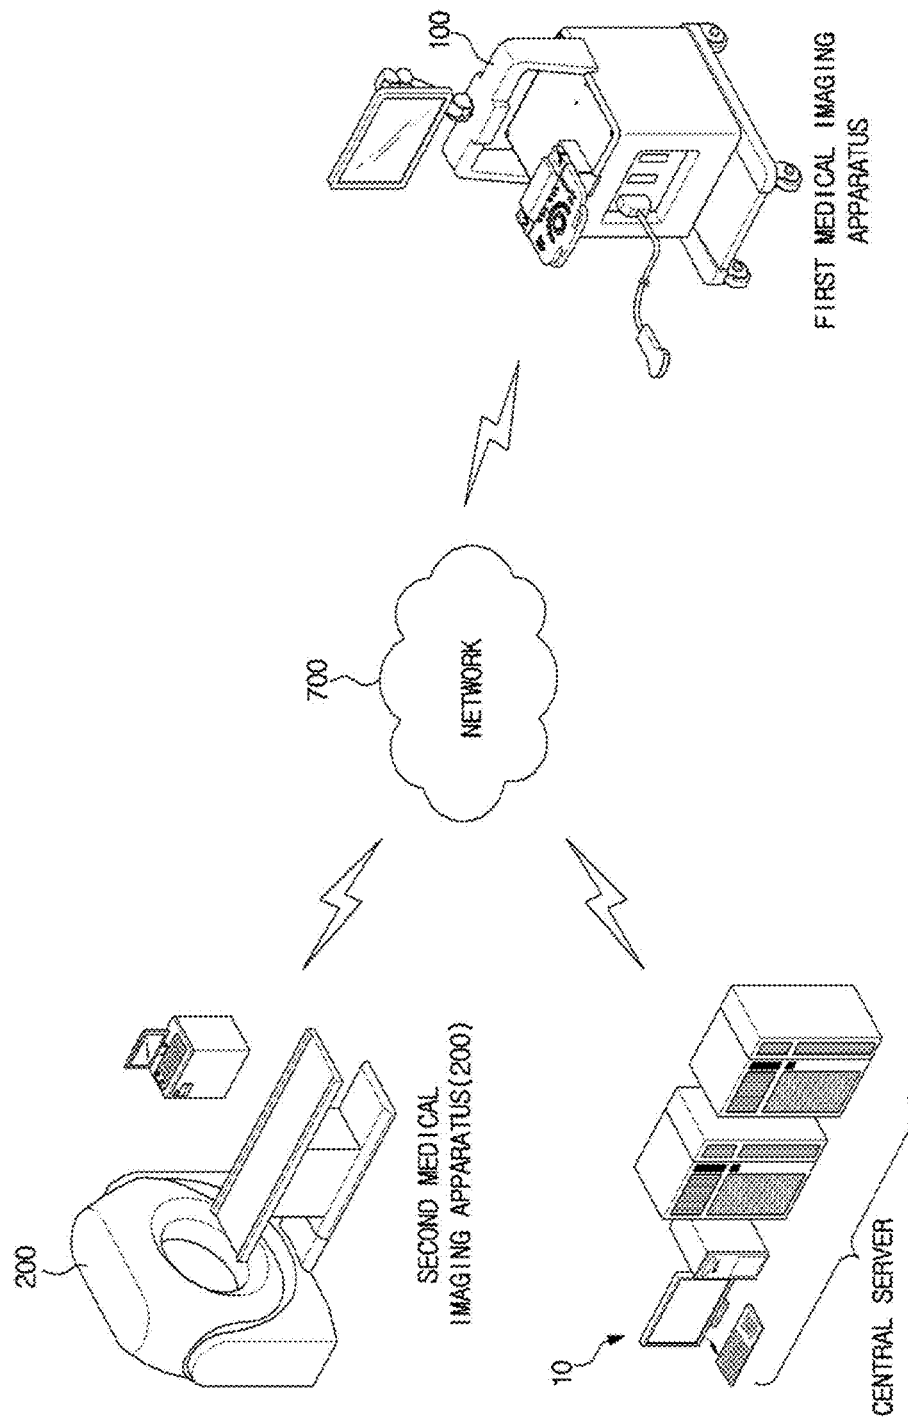 200
SECOND MEDICAL
IMAGING APPARATUS(200)
700
NETWORK
100
FIRST MEDICAL IMAGING
APPARATUS
10
CENTRAL SERVER